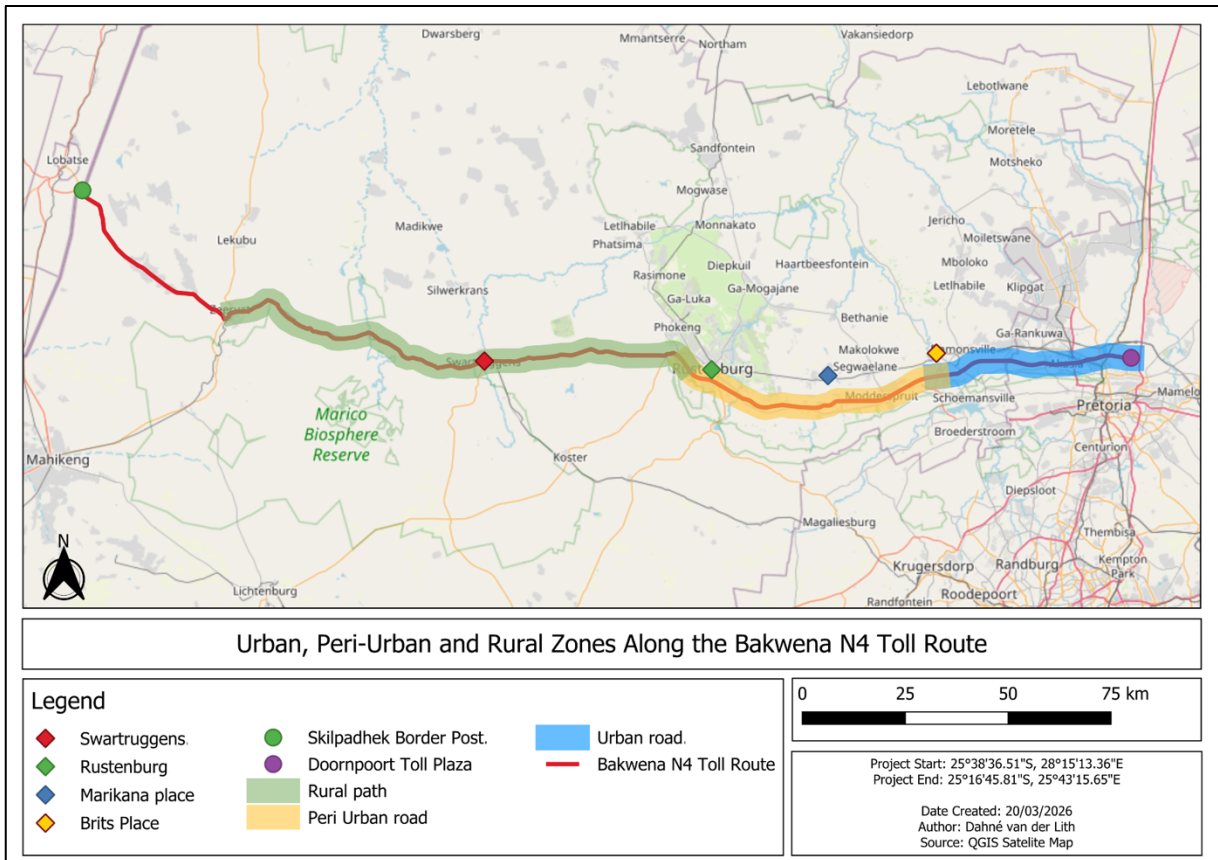 Dwarsberg
Mmantserre
Northam
Vakansiedorp
Lebotlwane
Moretele
Motsheko
Lobatse
Sandfontein
Mogwase
Lekubu
Madikwe
Letlhabile
Monnakato
Jericho
Moiletswane
Phatsima
Silwerkrans
Rasimone
Diepkuil
Haartbeesfontein
Mboloko
Ga-Luka
Ga-Mogajane
Letlhabile
Klipgat
Zeerust
Phokeng
Bethanie
Ga-Rankuwa
Swartruggens
Makolokwe
Segwaelane
Rustenburg
Akasia
Modderspruit
Schoemansville
Mamelo
Pretoria
Marico
Biosphere
Reserve
Broederstroom
Centurion
Mahikeng
Koster
Diepsloot
Magaliesburg
Thembisa
Krugersdorp
Randburg
Kempton
Park
N
Lichtenburg
Randfontein
Roodepoort
Urban, Peri-Urban and Rural Zones Along the Bakwena N4 Toll Route
Legend
Swartruggens.
Rustenburg
Marikana place
Brits Place
Skilpadhek Border Post.
Doornpoort Toll Plaza
Rural path
Peri Urban road
Urban road.
Bakwena N4 Toll Route
0 25 50 75 km
Project Start: 25°38'36.51"S, 28°15'13.36"E
Project End: 25°16'45.81"S, 25°43'15.65"E
Date Created: 20/03/2026
Author: Dahné van der Lith
Source: QGIS Satelite Map